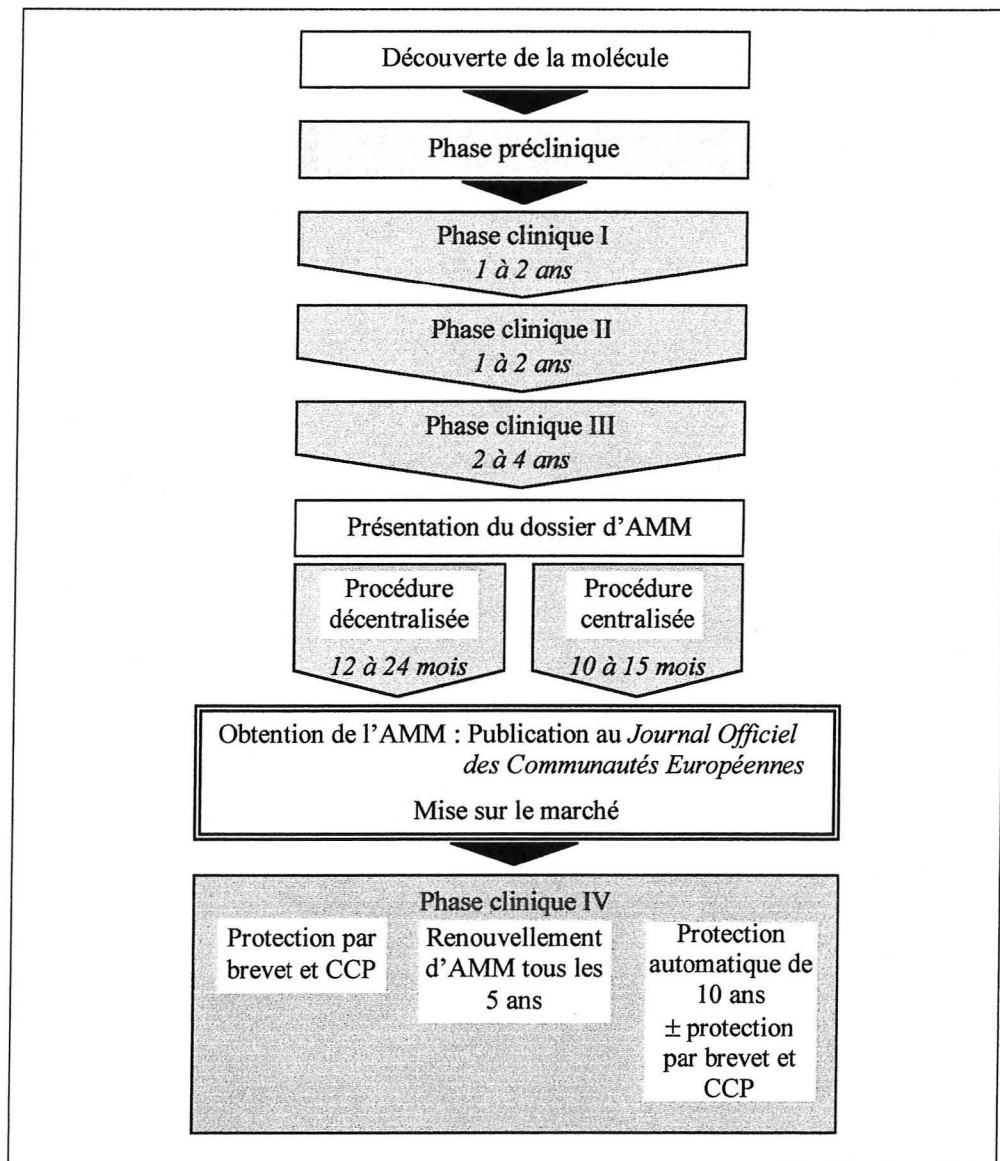 Découverte de la molécule
Phase préclinique
Phase clinique I
1 à 2 ans
Phase clinique II
1 à 2 ans
Phase clinique III
2 à 4 ans
Présentation du dossier d'AMM
Procédure
décentralisée
12 à 24 mois
Procédure
centralisée
10 à 15 mois
Obtention de l'AMM : Publication au Journal Officiel
des Communautés Européennes
Mise sur le marché
Phase clinique IV
Protection par
brevet et CCP
Renouvellement
d'AMM tous les
5 ans
Protection
automatique de
10 ans
± protection
par brevet et
CCP